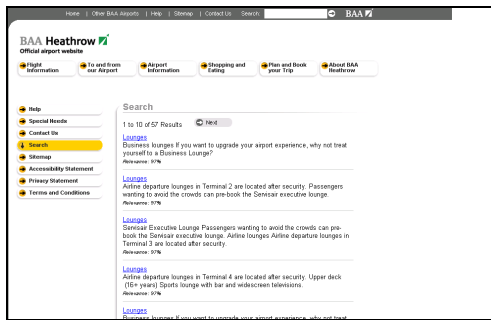 Home | Other BAA Airports | Help | Sitemap | Contact Us Search: BAA
BAA Heathrow
Official airport website
Flight Information
To and from our Airport
Airport Information
Shopping and Eating
Plan and Book your Trip
About BAA Heathrow
Help
Special Needs
Contact Us
Search
Sitemap
Accessibility Statement
Privacy Statement
Terms and Conditions
Search
1 to 10 of 57 Results Next
Lounges
Business lounges If you want to upgrade your airport experience, why not treat
yourself to a Business Lounge?
Relevance: 97%
Lounges
Airline departure lounges in Terminal 2 are located after security. Passengers
wanting to avoid the crowds can pre-book the Servisair executive lounge.
Relevance: 97%
Lounges
Servisair Executive Lounge Passengers wanting to avoid the crowds can pre-
book the Servisair executive lounge. Airline lounges Airline departure lounges in
Terminal 3 are located after security.
Relevance: 97%
Lounges
Airline departure lounges in Terminal 4 are located after security. Upper deck
(16+ years) Sports lounge with bar and widescreen televisions.
Relevance: 97%
Lounges
Business lounges If you want to upgrade your airport experience, why not treat